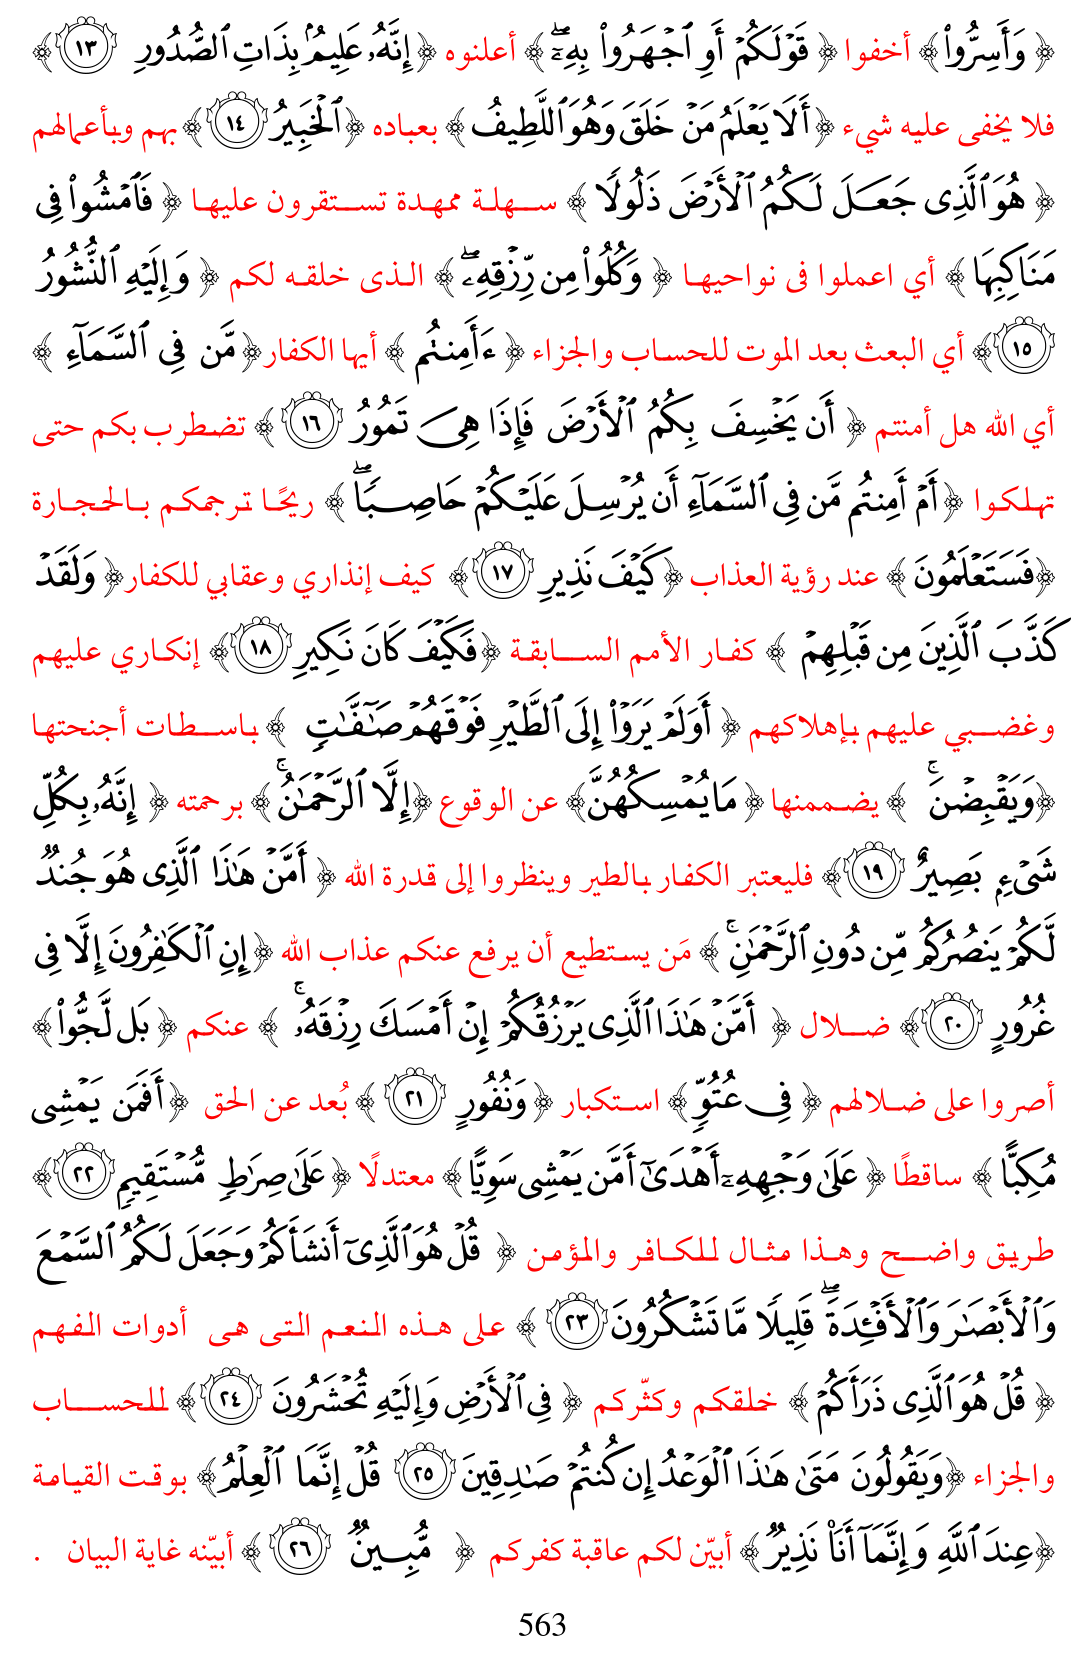 ﴿ وَأَسِرُّواْ﴾ أخفوا ﴿ قَوْلَكُمْ أَوِ ٱجْهَرُواْ بِهِۦٓۖ ﴾ أعلنوه ﴿إِنَّهُۥ عَلِيمُۢ بِذَاتِ ٱلصُّدُورِ ١٣ ﴾
فلا يخفى عليه شيء ﴿أَلَا يَعْلَمُ مَنْ خَلَقَ وَهُوَ ٱللَّطِيفُ﴾ بعباده ﴿ٱلْخَبِيرُ ١٤ ﴾ بهم وبأعمالهم
﴿ هُوَ ٱلَّذِى جَعَلَ لَكُمُ ٱلْأَرْضَ ذَلُولًا ﴾ سهلة ممهدة تستقرون عليها ﴿ فَٱمْشُواْ فِى
مَنَاكِبِهَا ﴾ أي اعملوا فى نواحيها ﴿ وَكُلُواْ مِن رِّزْقِهِۦۖ ﴾ الذى خلقه لكم ﴿ وَإِلَيْهِ ٱلنُّشُورُ
١٥ ﴾ أي البعث بعد الموت للحساب والجزاء ﴿ ءَأَمِنتُم ﴾ أيها الكفار﴿ مَّن فِى ٱلسَّمَآءِ ﴾
أي الله هل أمنتم ﴿ أَن يَخْسِفَ بِكُمُ ٱلْأَرْضَ فَإِذَا هِىَ تَمُورُ ١٦ ﴾ تضطرب بكم حتى
تهلكوا ﴿أَمْ أَمِنتُم مَّن فِى ٱلسَّمَآءِ أَن يُرْسِلَ عَلَيْكُمْ حَاصِبًاۖ ﴾ ريحًا ترجمكم بالحجارة
﴿فَسَتَعْلَمُونَ ﴾ عند رؤية العذاب ﴿كَيْفَ نَذِيرِ ١٧ ﴾ كيف إنذاري وعقابي للكفار﴿ وَلَقَدْ
كَذَّبَ ٱلَّذِينَ مِن قَبْلِهِمْ ﴾ كفار الأمم السابقة ﴿فَكَيْفَ كَانَ نَكِيرِ ١٨ ﴾ إنكاري عليهم
وغضبي عليهم بإهلاكهم ﴿ أَوَلَمْ يَرَوْاْ إِلَى ٱلطَّيْرِ فَوْقَهُمْ صَٰٓفَّٰتٍ ﴾ باسطات أجنحتها
﴿وَيَقْبِضْنَۚ ﴾ يضممنها ﴿ مَا يُمْسِكُهُنَّ﴾ عن الوقوع ﴿إِلَّا ٱلرَّحْمَٰنُۚ ﴾ برحمته ﴿ إِنَّهُۥ بِكُلِّ
شَىْءِۭ بَصِيرٌ ١٩ ﴾ فليعتبر الكفار بالطير وينظروا إلى قدرة الله ﴿ أَمَّنْ هَٰذَا ٱلَّذِى هُوَ جُندٌ
لَّكُمْ يَنصُرُكُم مِّن دُونِ ٱلرَّحْمَٰنِۚ ﴾ مَن يستطيع أن يرفع عنكم عذاب الله ﴿إِنِ ٱلْكَٰفِرُونَ إِلَّا فِى
غُرُورٍ ٢٠ ﴾ ضلال ﴿ أَمَّنْ هَٰذَا ٱلَّذِى يَرْزُقُكُمْ إِنْ أَمْسَكَ رِزْقَهُۥۚ ﴾ عنكم ﴿ بَل لَّجُّواْ﴾
أصروا على ضلالهم ﴿ فِى عُتُوٍّ ﴾ استكبار ﴿ وَنُفُورٍ ٢١ ﴾ بُعد عن الحق ﴿أَفَمَن يَمْشِى
مُكِبًّا ﴾ ساقطًا ﴿ عَلَىٰ وَجْهِهِۦٓ أَهْدَىٰٓ أَمَّن يَمْشِى سَوِيًّا ﴾ معتدلًا ﴿ عَلَىٰ صِرَٰطٍ مُّسْتَقِيمٍ ٢٢ ﴾
طريق واضح وهذا مثال للكافر والمؤمن ﴿ قُلْ هُوَ ٱلَّذِىٓ أَنشَأَكُمْ وَجَعَلَ لَكُمُ ٱلسَّمْعَ
وَٱلْأَبْصَٰرَ وَٱلْأَفْـِٔدَةَۖ قَلِيلًا مَّا تَشْكُرُونَ ٢٣ ﴾ على هذه النعم التى هى أدوات الفهم
﴿ قُلْ هُوَ ٱلَّذِى ذَرَأَكُمْ ﴾ خلقكم وكثّركم ﴿ فِى ٱلْأَرْضِ وَإِلَيْهِ تُحْشَرُونَ ٢٤ ﴾ للحساب
والجزاء ﴿وَيَقُولُونَ مَتَىٰ هَٰذَا ٱلْوَعْدُ إِن كُنتُمْ صَٰدِقِينَ ٢٥ قُلْ إِنَّمَا ٱلْعِلْمُ﴾ بوقت القيامة
﴿عِندَ ٱللَّهِ وَإِنَّمَآ أَنَا۠ نَذِيرٌ﴾ أبيّن لكم عاقبة كفركم ﴿ مُّبِينٌ ٢٦ ﴾ أبيّنه غاية البيان .
563